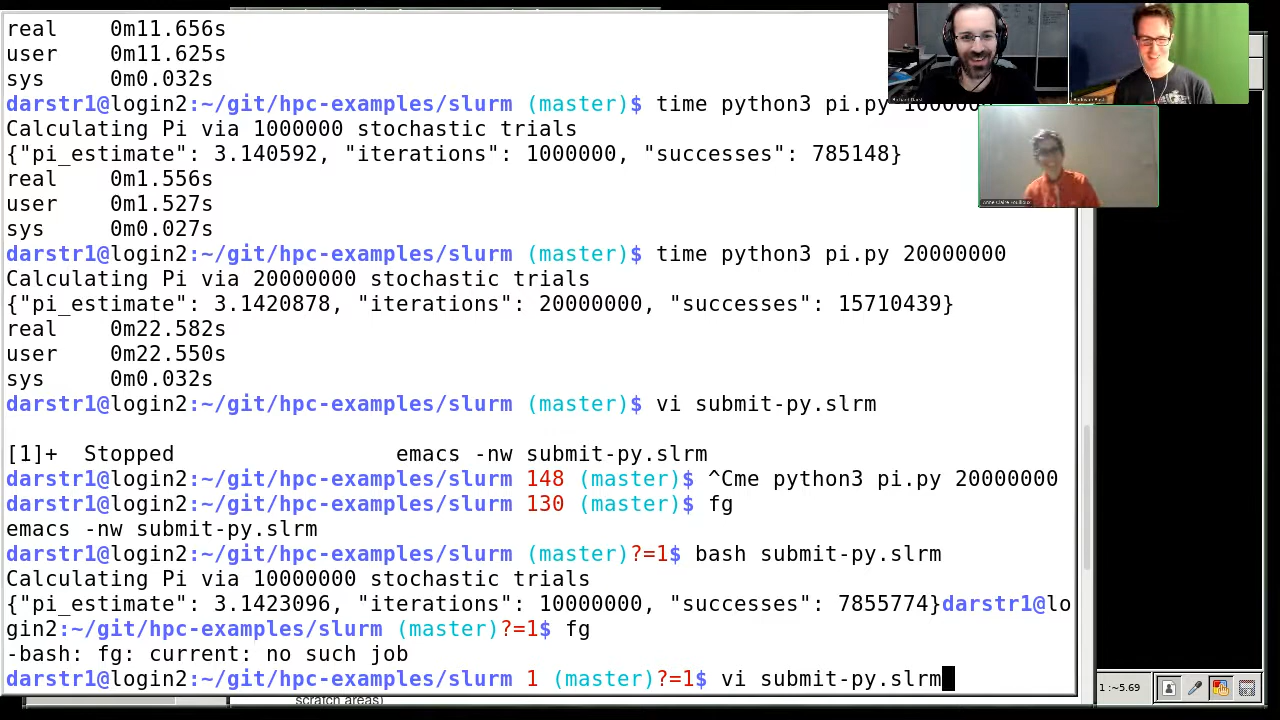 real    0m11.656s
user    0m11.625s
sys     0m0.032s
darstr1@login2:~/git/hpc-examples/slurm (master)$ time python3 pi.py 10000000
Calculating Pi via 1000000 stochastic trials
{"pi_estimate": 3.140592, "iterations": 1000000, "successes": 785148}
real    0m1.556s
user    0m1.527s
sys     0m0.027s
darstr1@login2:~/git/hpc-examples/slurm (master)$ time python3 pi.py 20000000
Calculating Pi via 20000000 stochastic trials
{"pi_estimate": 3.1420878, "iterations": 20000000, "successes": 15710439}
real    0m22.582s
user    0m22.550s
sys     0m0.032s
darstr1@login2:~/git/hpc-examples/slurm (master)$ vi submit-py.slrm
[1]+  Stopped                 emacs -nw submit-py.slrm
darstr1@login2:~/git/hpc-examples/slurm 148 (master)$ ^Cme python3 pi.py 20000000
darstr1@login2:~/git/hpc-examples/slurm 130 (master)$ fg
emacs -nw submit-py.slrm
darstr1@login2:~/git/hpc-examples/slurm (master)?=1$ bash submit-py.slrm
Calculating Pi via 10000000 stochastic trials
{"pi_estimate": 3.1423096, "iterations": 10000000, "successes": 7855774}darstr1@lo
gin2:~/git/hpc-examples/slurm (master)?=1$ fg
-bash: fg: current: no such job
darstr1@login2:~/git/hpc-examples/slurm 1 (master)?=1$ vi submit-py.slrm
scratch areas)
1:~5.69